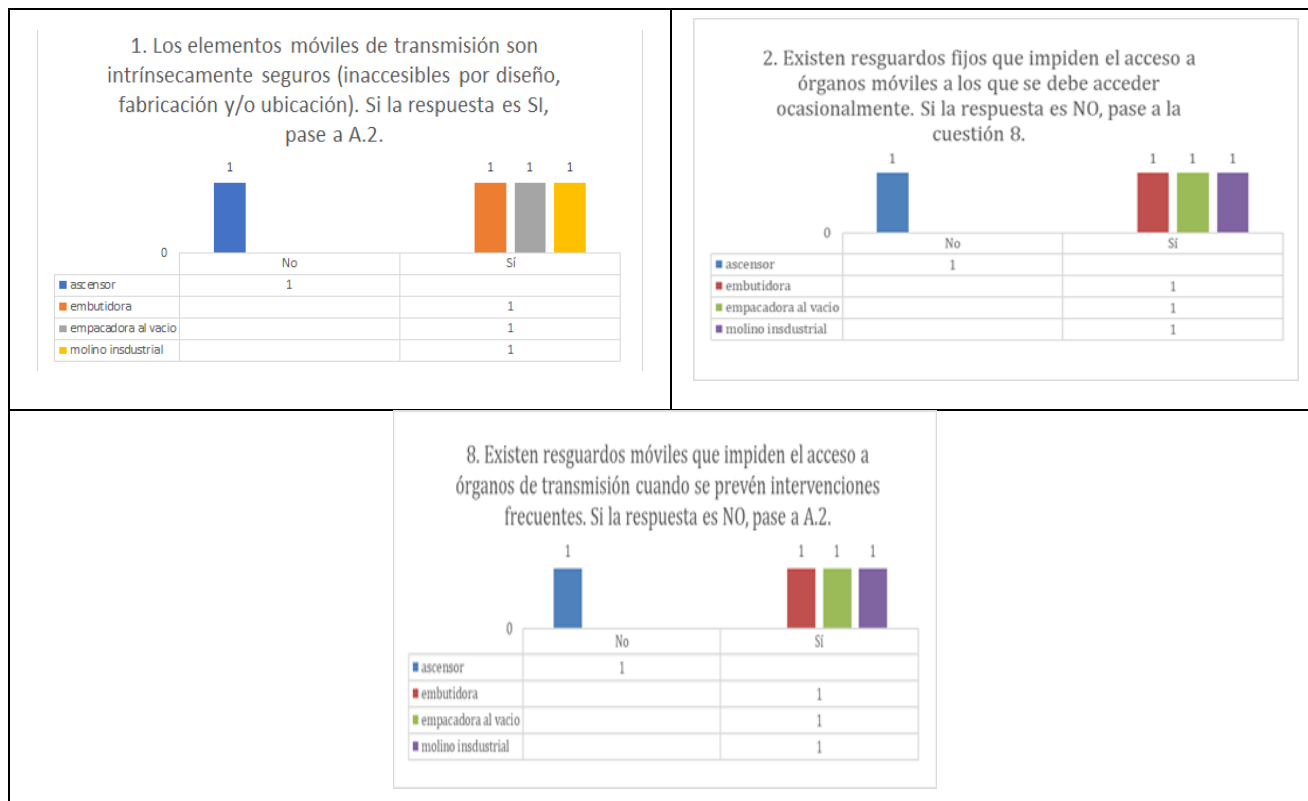 1. Los elementos móviles de transmisión son
intrínsecamente seguros (inaccesibles por diseño,
fabricación y/o ubicación). Si la respuesta es SI,
pase a A.2.
1
1 1 1
0
No Sí
ascensor 1
embutidora 1
empacadora al vacio 1
molino insdustrial 1
2. Existen resguardos fijos que impiden el acceso a
órganos móviles a los que se debe acceder
ocasionalmente. Si la respuesta es NO, pase a la
cuestión 8.
1
1 1 1
0
No Sí
ascensor 1
embutidora 1
empacadora al vacio 1
molino insdustrial 1
8. Existen resguardos móviles que impiden el acceso a
órganos de transmisión cuando se prevén intervenciones
frecuentes. Si la respuesta es NO, pase a A.2.
1
1 1 1
0
No Sí
ascensor 1
embutidora 1
empacadora al vacio 1
molino insdustrial 1